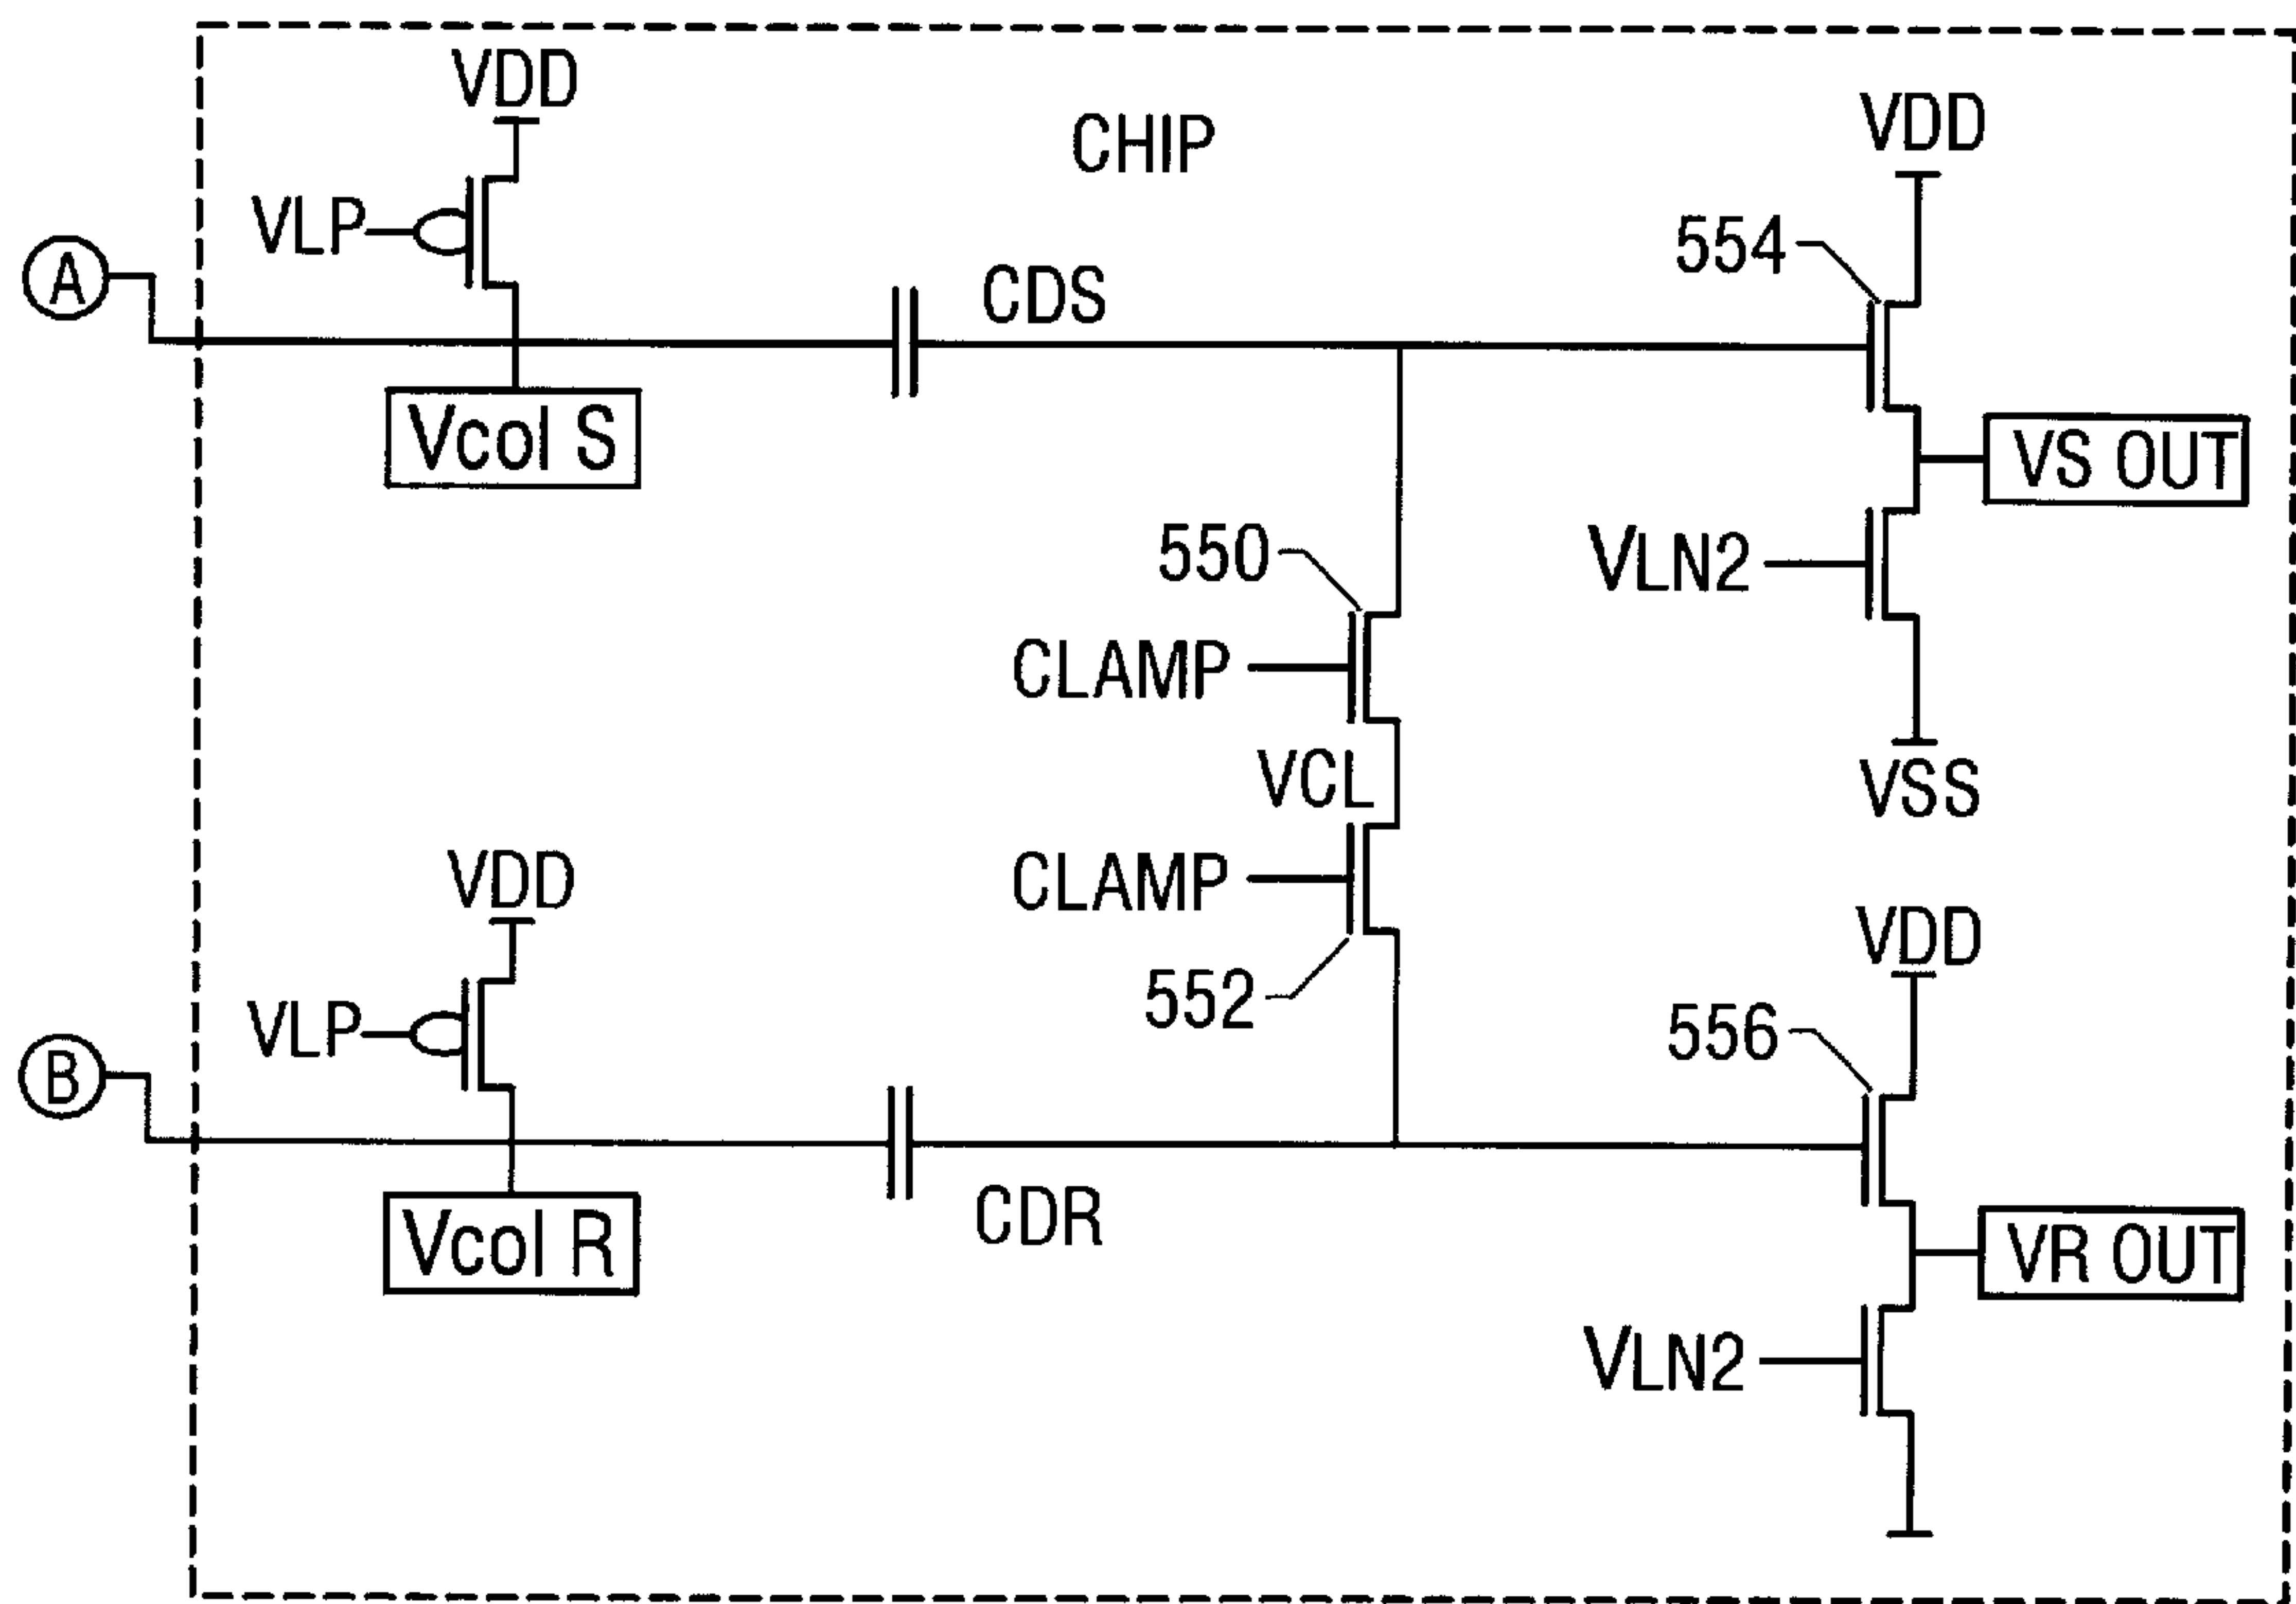 VDD
CHIP
VDD
VLP
554
A
CDS
Vcol S
VS OUT
550
VLN2
CLAMP
VCL
VSS
VDD
CLAMP
VDD
552
VLP
556
B
CDR
Vcol R
VR OUT
VLN2